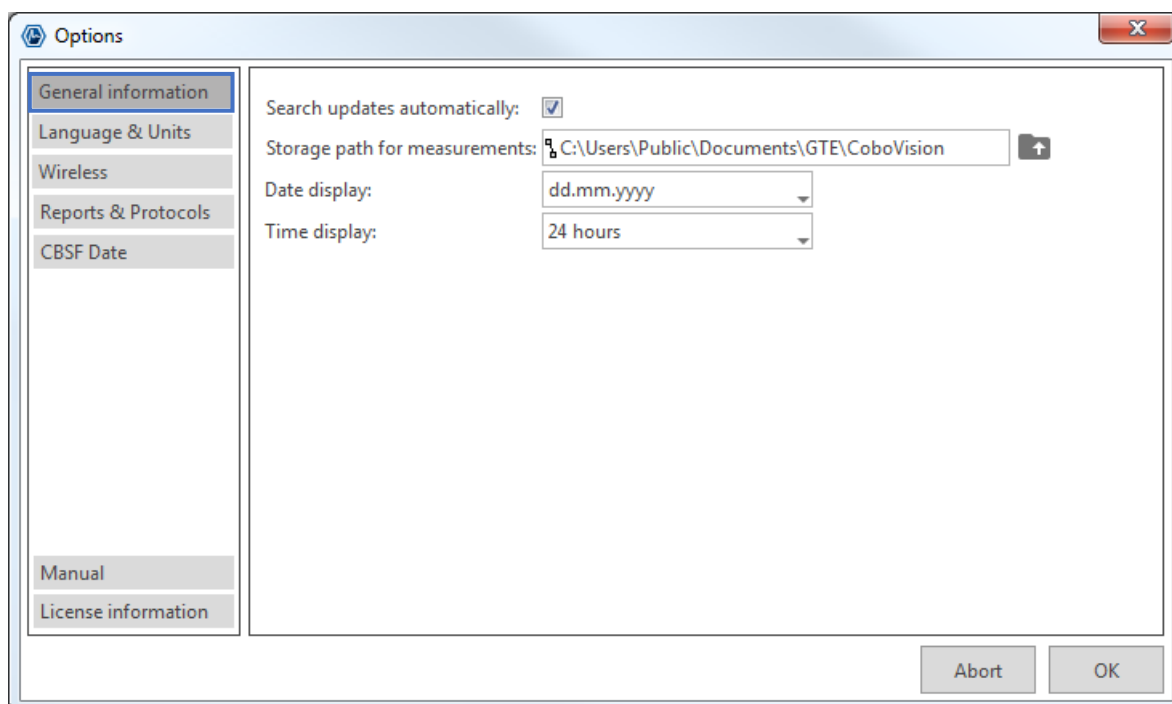 Options
General information
Language & Units
Wireless
Reports & Protocols
CBSF Date
Manual
License information
Search updates automatically:
Storage path for measurements: C:\Users\Public\Documents\GTE\CoboVision
Date display: dd.mm.yyyy
Time display: 24 hours
Abort OK